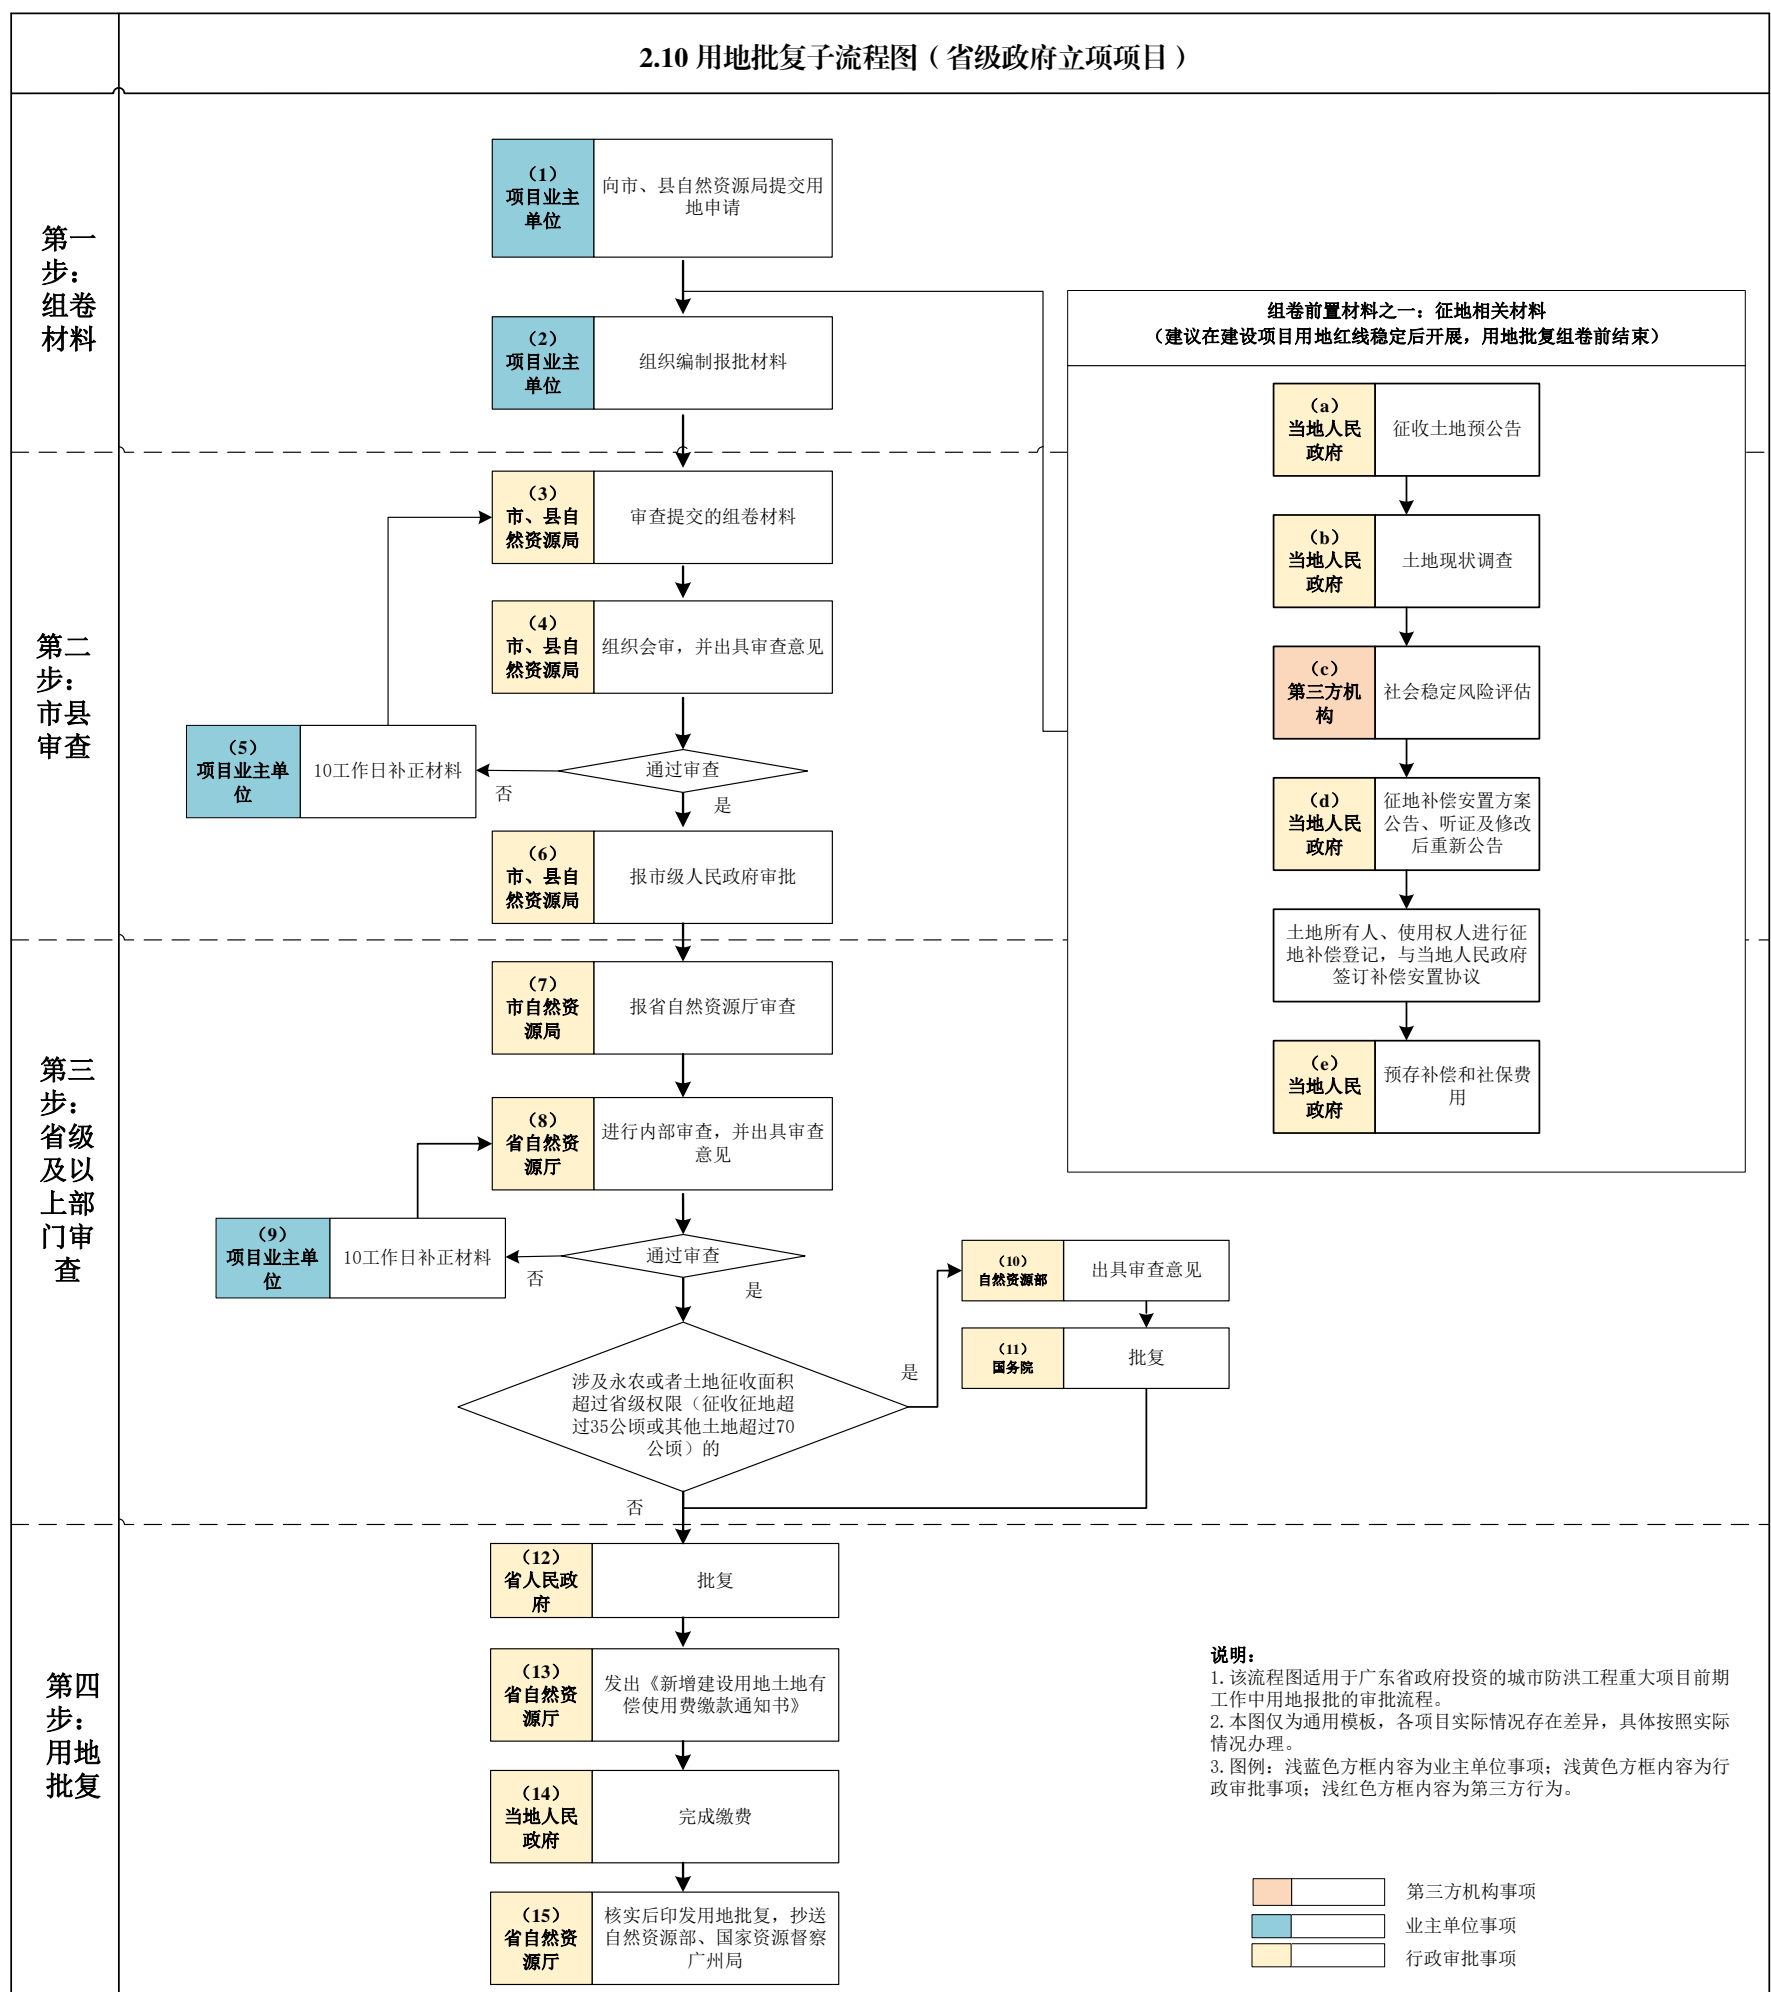 2.10 用地批复子流程图（省级政府立项项目）
第一
步：
组卷
材料
（1）
项目业主
单位
向市、县自然资源局提交用
地申请
（2）
项目业主
单位
组织编制报批材料
组卷前置材料之一：征地相关材料
（建议在建设项目用地红线稳定后开展，用地批复组卷前结束）
（a）
当地人民
政府
征收土地预公告
（b）
当地人民
政府
土地现状调查
（c）
第三方机
构
社会稳定风险评估
（d）
当地人民
政府
征地补偿安置方案
公告、听证及修改
后重新公告
土地所有人、使用权人进行征
地补偿登记，与当地人民政府
签订补偿安置协议
（e）
当地人民
政府
预存补偿和社保费
用
第二
步：
市县
审查
（3）
市、县自
然资源局
审查提交的组卷材料
（4）
市、县自
然资源局
组织会审，并出具审查意见
通过审查
否
是
（5）
项目业主单
位
10工作日补正材料
（6）
市、县自
然资源局
报市级人民政府审批
第三
步：
省级
及以
上部
门审
查
（7）
市自然资
源局
报省自然资源厅审查
（8）
省自然资
源厅
进行内部审查，并出具审查
意见
通过审查
否
是
（9）
项目业主单
位
10工作日补正材料
涉及永农或者土地征收面积
超过省级权限（征收征地超
过35公顷或其他土地超过70
公顷）的
是
否
（10）
自然资源部
出具审查意见
（11）
国务院
批复
第四
步：
用地
批复
（12）
省人民政
府
批复
（13）
省自然资
源厅
发出《新增建设用地土地有
偿使用费缴款通知书》
（14）
当地人民
政府
完成缴费
（15）
省自然资
源厅
核实后印发用地批复，抄送
自然资源部、国家资源督察
广州局
说明：
1.该流程图适用于广东省政府投资的城市防洪工程重大项目前期
工作中用地报批的审批流程。
2.本图仅为通用模板，各项目实际情况存在差异，具体按照实际
情况办理。
3.图例：浅蓝色方框内容为业主单位事项；浅黄色方框内容为行
政审批事项；浅红色方框内容为第三方行为。
第三方机构事项
业主单位事项
行政审批事项